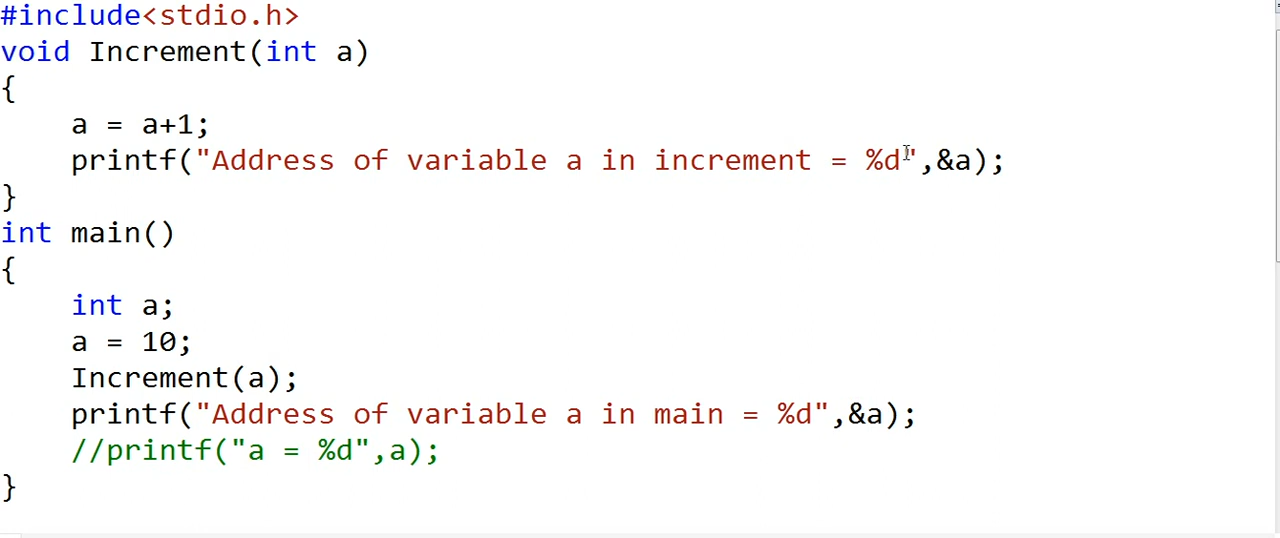 #include<stdio.h>
void Increment(int a)
{
    a = a+1;
    printf("Address of variable a in increment = %d",&a);
}
int main()
{
    int a;
    a = 10;
    Increment(a);
    printf("Address of variable a in main = %d",&a);
    //printf("a = %d",a);
}